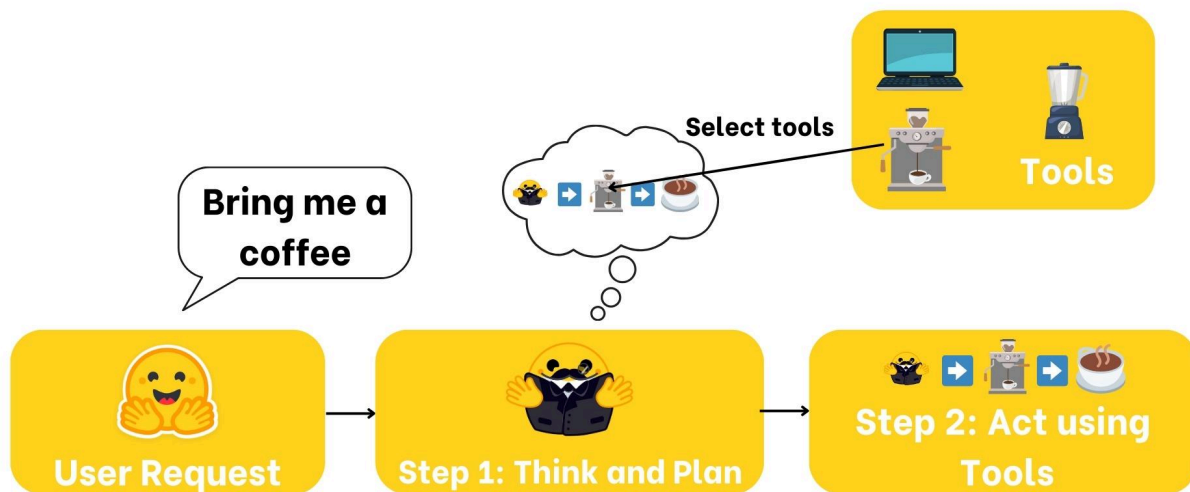 Select tools
Tools
Bring me a
coffee
User Request
Step 1: Think and Plan
Step 2: Act using
Tools